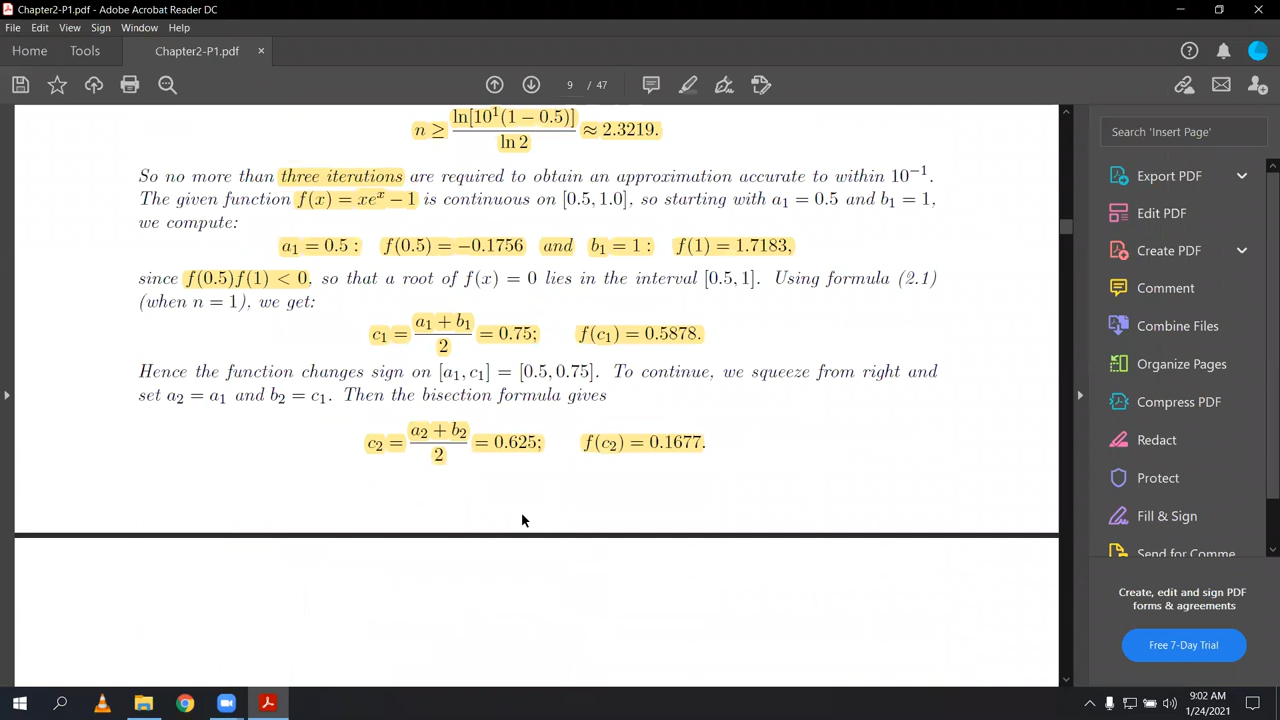 Chapter2-P1.pdf - Adobe Acrobat Reader DC
File Edit View Sign Window Help
Home Tools Chapter2-P1.pdf ×
9 / 47
n ≥ ln[10¹(1 − 0.5)] / ln 2 ≈ 2.3219.
So no more than three iterations are required to obtain an approximation accurate to within 10⁻¹.
The given function f(x) = xeˣ − 1 is continuous on [0.5, 1.0], so starting with a₁ = 0.5 and b₁ = 1,
we compute:
a₁ = 0.5 : f(0.5) = −0.1756 and b₁ = 1 : f(1) = 1.7183,
since f(0.5)f(1) < 0, so that a root of f(x) = 0 lies in the interval [0.5, 1]. Using formula (2.1)
(when n = 1), we get:
c₁ = (a₁ + b₁) / 2 = 0.75; f(c₁) = 0.5878.
Hence the function changes sign on [a₁, c₁] = [0.5, 0.75]. To continue, we squeeze from right and
set a₂ = a₁ and b₂ = c₁. Then the bisection formula gives
c₂ = (a₂ + b₂) / 2 = 0.625; f(c₂) = 0.1677.
Search 'Insert Page'
Export PDF
Edit PDF
Create PDF
Comment
Combine Files
Organize Pages
Compress PDF
Redact
Protect
Fill & Sign
Send for Comme
Create, edit and sign PDF
forms & agreements
Free 7-Day Trial
9:02 AM
1/24/2021